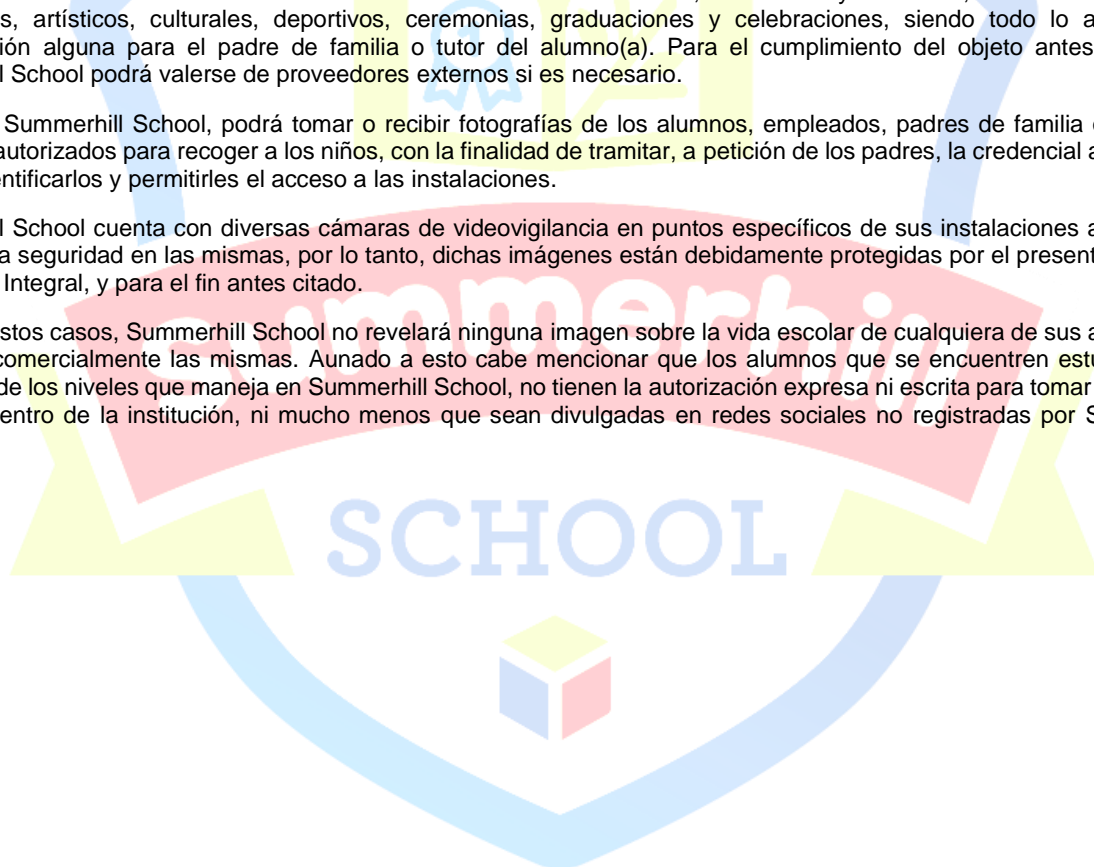 s, artísticos, culturales, deportivos, ceremonias, graduaciones y celebraciones, siendo todo lo a
ión alguna para el padre de familia o tutor del alumno(a). Para el cumplimiento del objeto antes
l School podrá valerse de proveedores externos si es necesario.
Summerhill School, podrá tomar o recibir fotografías de los alumnos, empleados, padres de familia
autorizados para recoger a los niños, con la finalidad de tramitar, a petición de los padres, la credencial a
entificarlos y permitirles el acceso a las instalaciones.
l School cuenta con diversas cámaras de videovigilancia en puntos específicos de sus instalaciones a
a seguridad en las mismas, por lo tanto, dichas imágenes están debidamente protegidas por el present
Integral, y para el fin antes citado.
stos casos, Summerhill School no revelará ninguna imagen sobre la vida escolar de cualquiera de sus a
comercialmente las mismas. Aunado a esto cabe mencionar que los alumnos que se encuentren estu
de los niveles que maneja en Summerhill School, no tienen la autorización expresa ni escrita para tomar
entro de la institución, ni mucho menos que sean divulgadas en redes sociales no registradas por S
Summerhill
SCHOOL